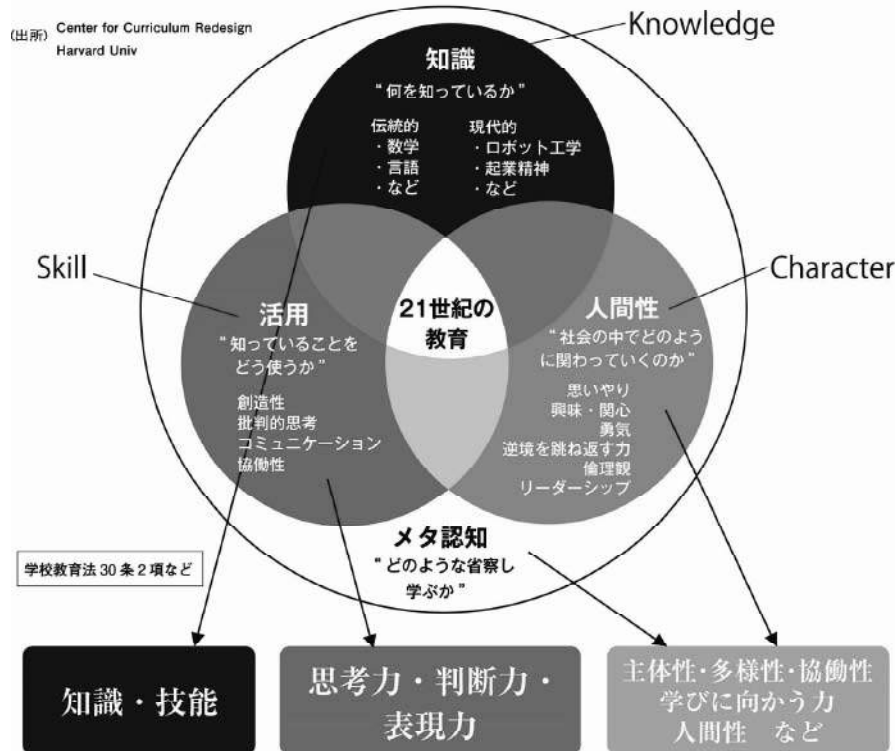 (出所) Center for Curriculum Redesign
Harvard Univ
Knowledge
知識
“何を知っているか”
伝統的
・数学
・言語
・など
現代的
・ロボット工学
・起業精神
・など
Skill
Character
活用
“知っていることを
どう使うか”
創造性
批判的思考
コミュニケーション
協働性
21世紀の
教育
人間性
“社会の中でどのよう
に関わっていくのか”
思いやり
興味・関心
勇気
逆境を跳ね返す力
倫理観
リーダーシップ
メタ認知
“どのような省察し
学ぶか”
学校教育法30条2項など
知識・技能
思考力・判断力・
表現力
主体性・多様性・協働性
学びに向かう力
人間性 など